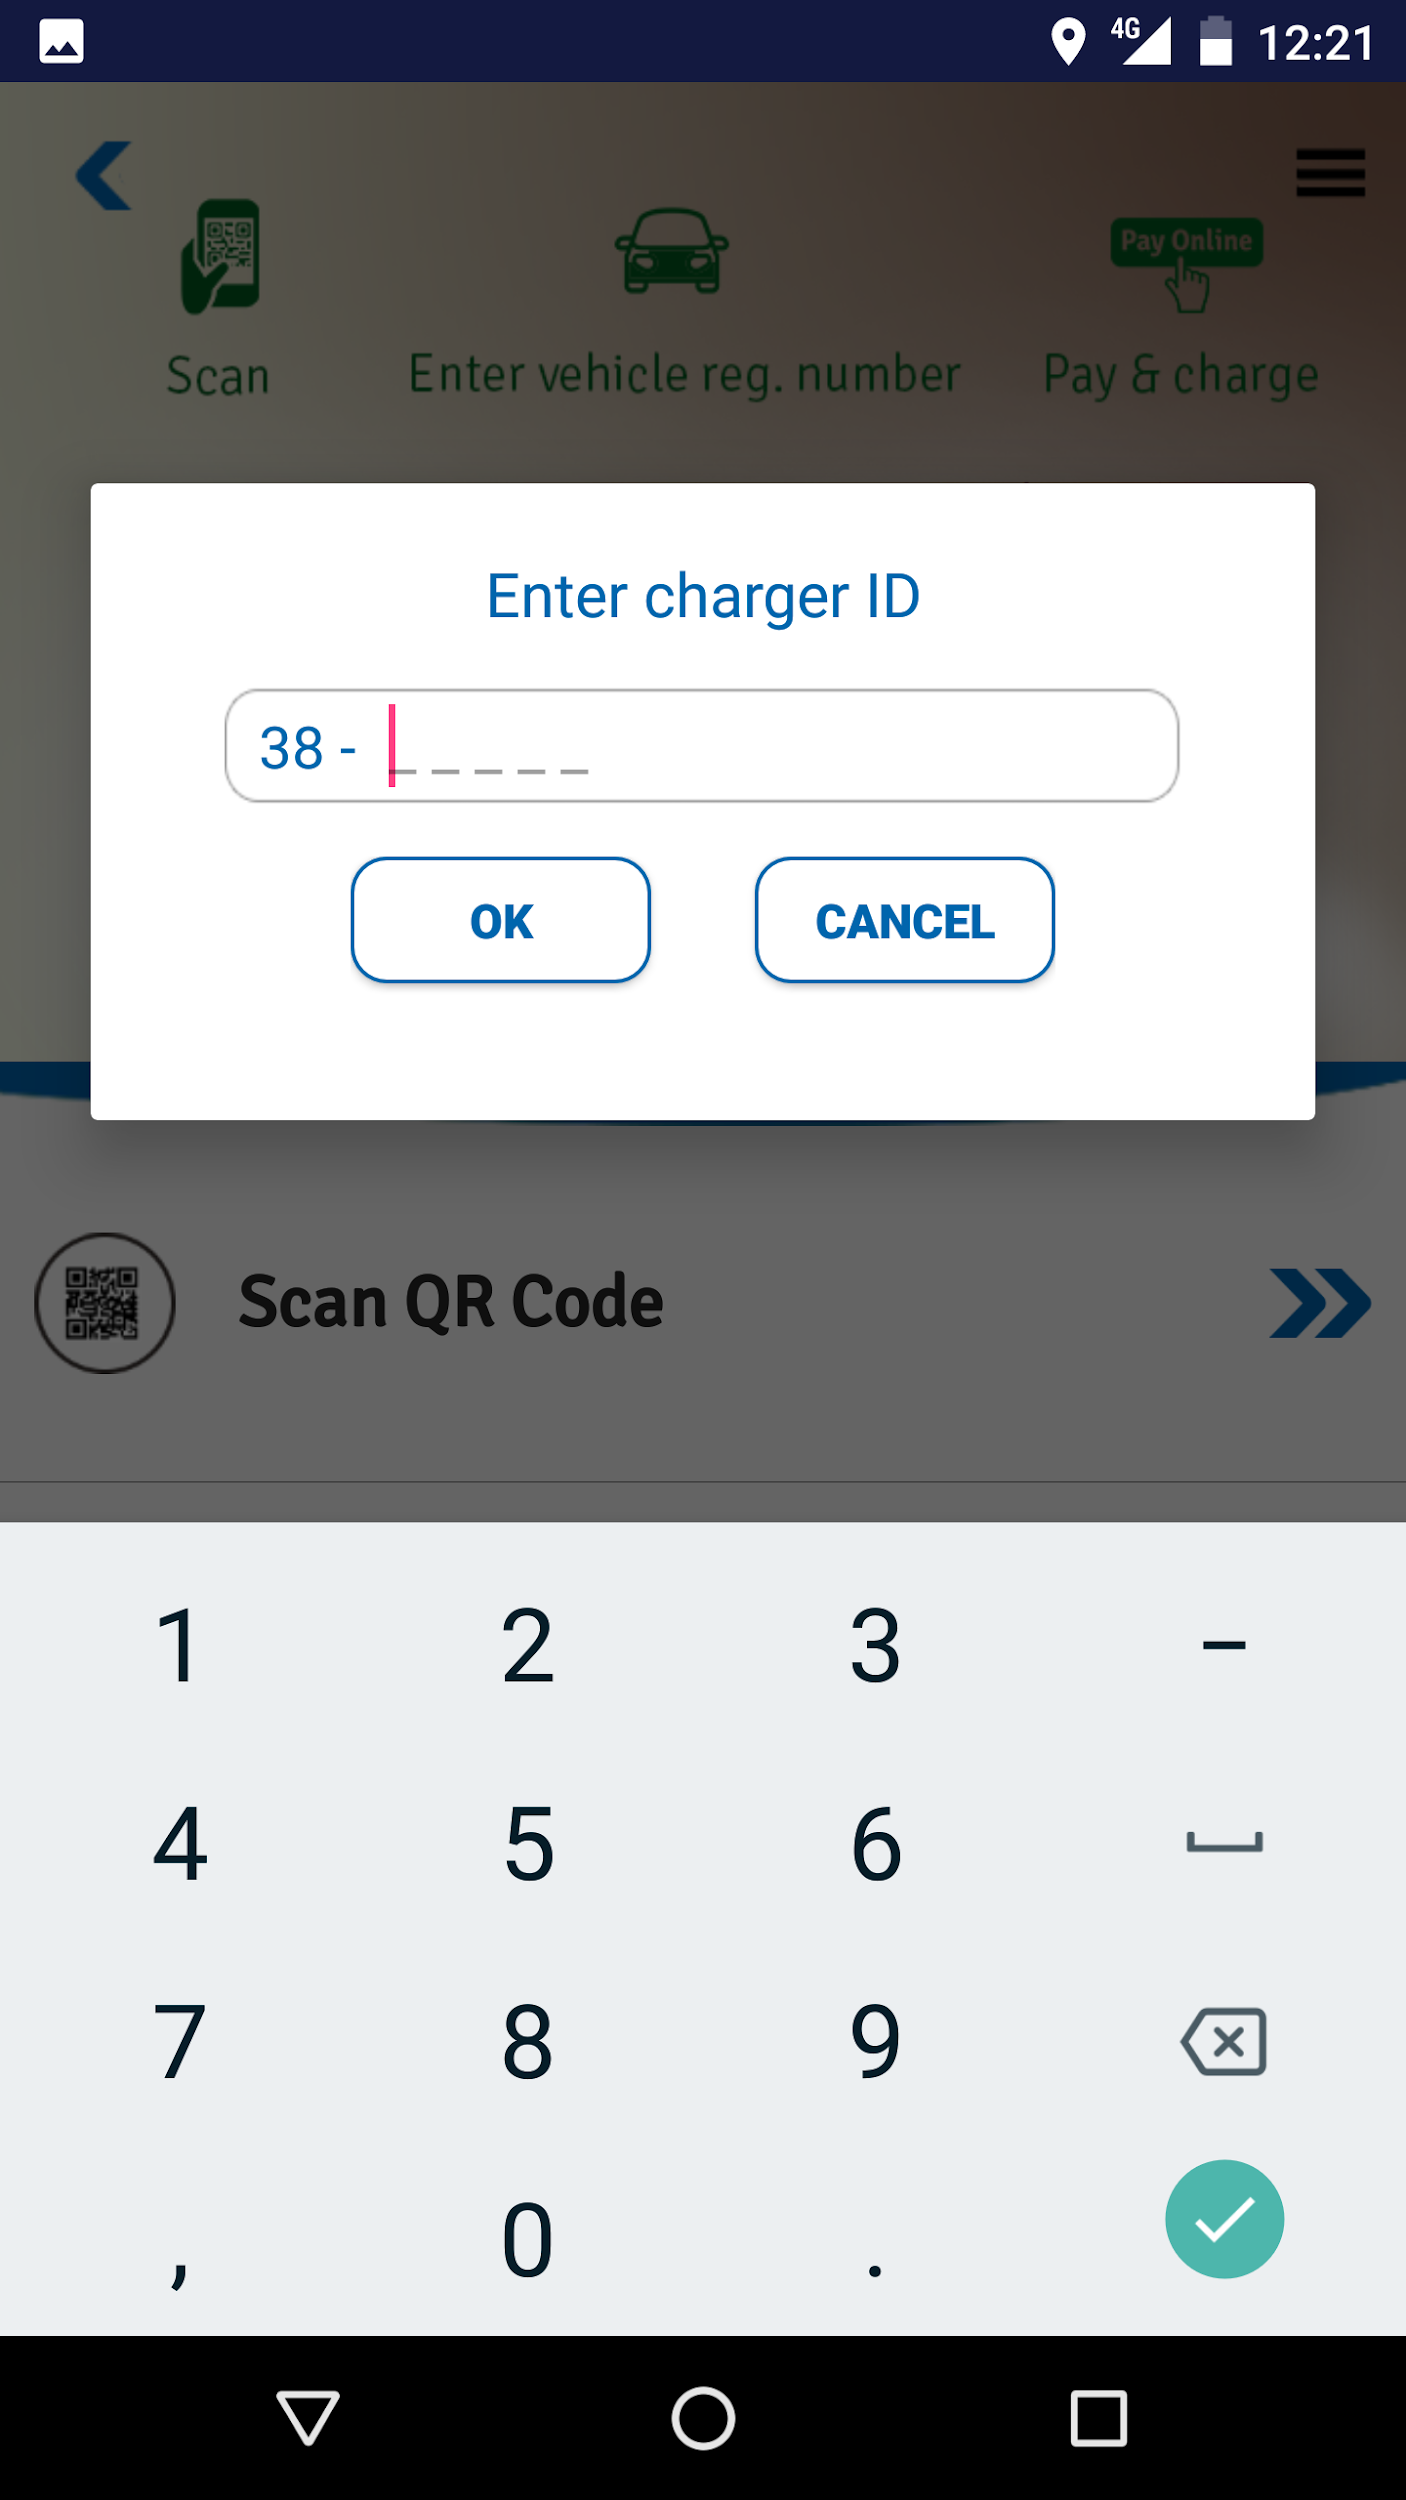 4G 12:21
Pay Online
Scan Enter vehicle reg. number Pay & charge
Enter charger ID
38 - _ _ _ _ _
OK CANCEL
Scan QR Code
1 2 3 –
4 5 6
7 8 9
, 0 .